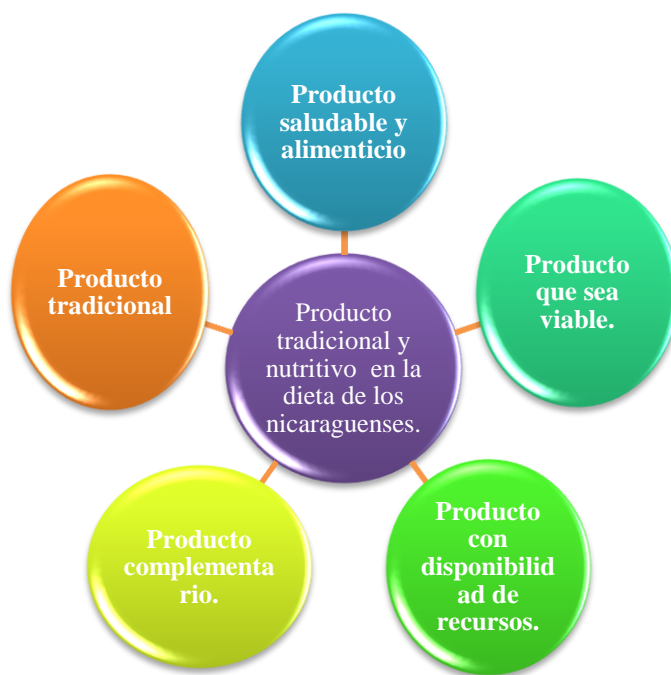 Producto
saludable y
alimenticio
Producto
tradicional
Producto
que sea
viable.
Producto
tradicional y
nutritivo en la
dieta de los
nicaraguenses.
Producto
complementa
rio.
Producto
con
disponibilid
ad de
recursos.